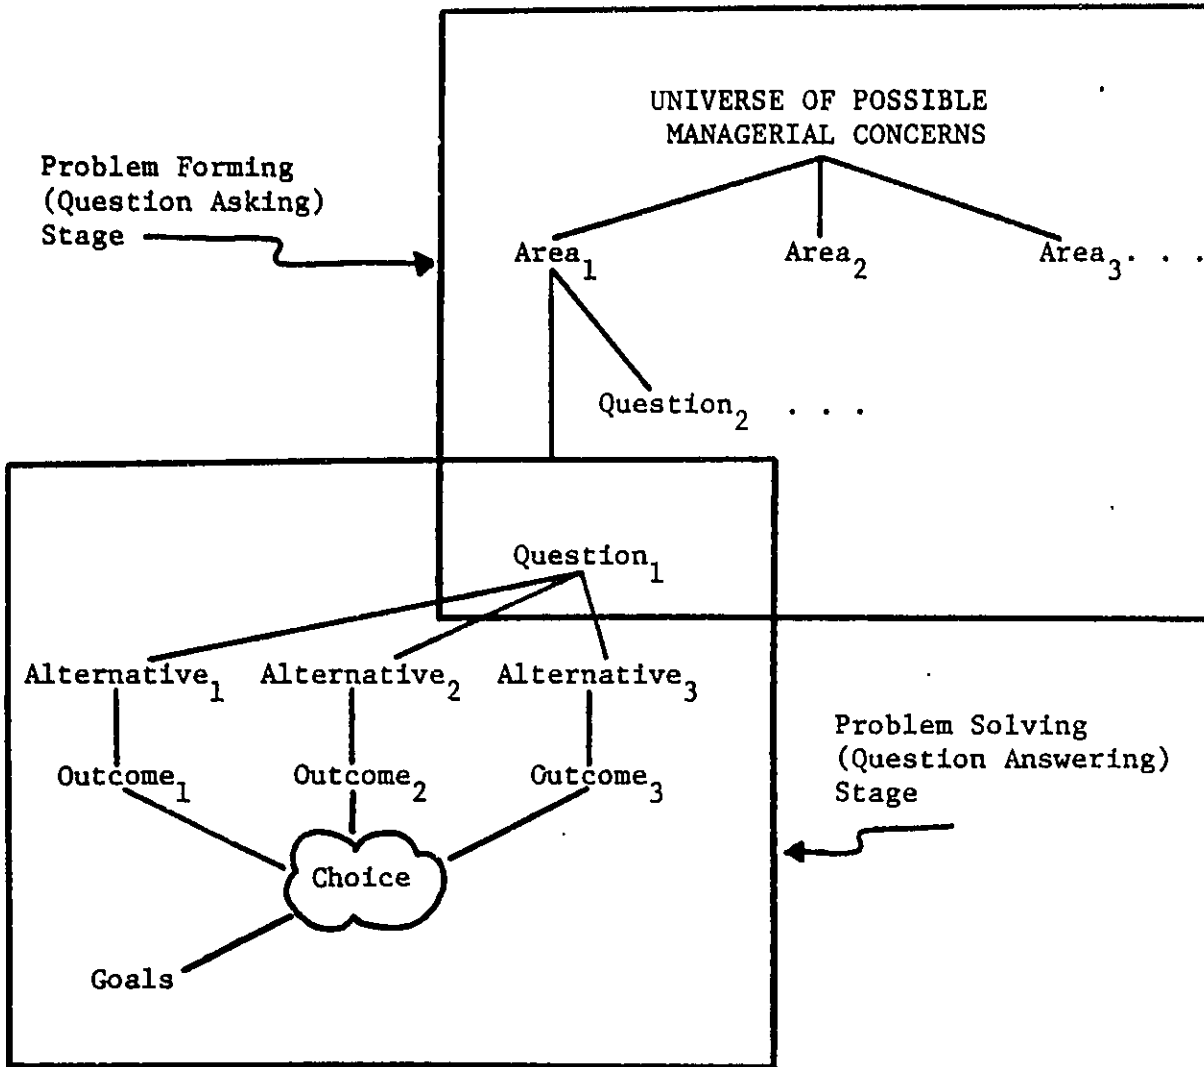 UNIVERSE OF POSSIBLE
MANAGERIAL CONCERNS
Problem Forming
(Question Asking)
Stage
Area1 Area2 Area3 . . .
Question2 . . .
Question1
Alternative1 Alternative2 Alternative3
Outcome1 Outcome2 Outcome3
Choice
Goals
Problem Solving
(Question Answering)
Stage